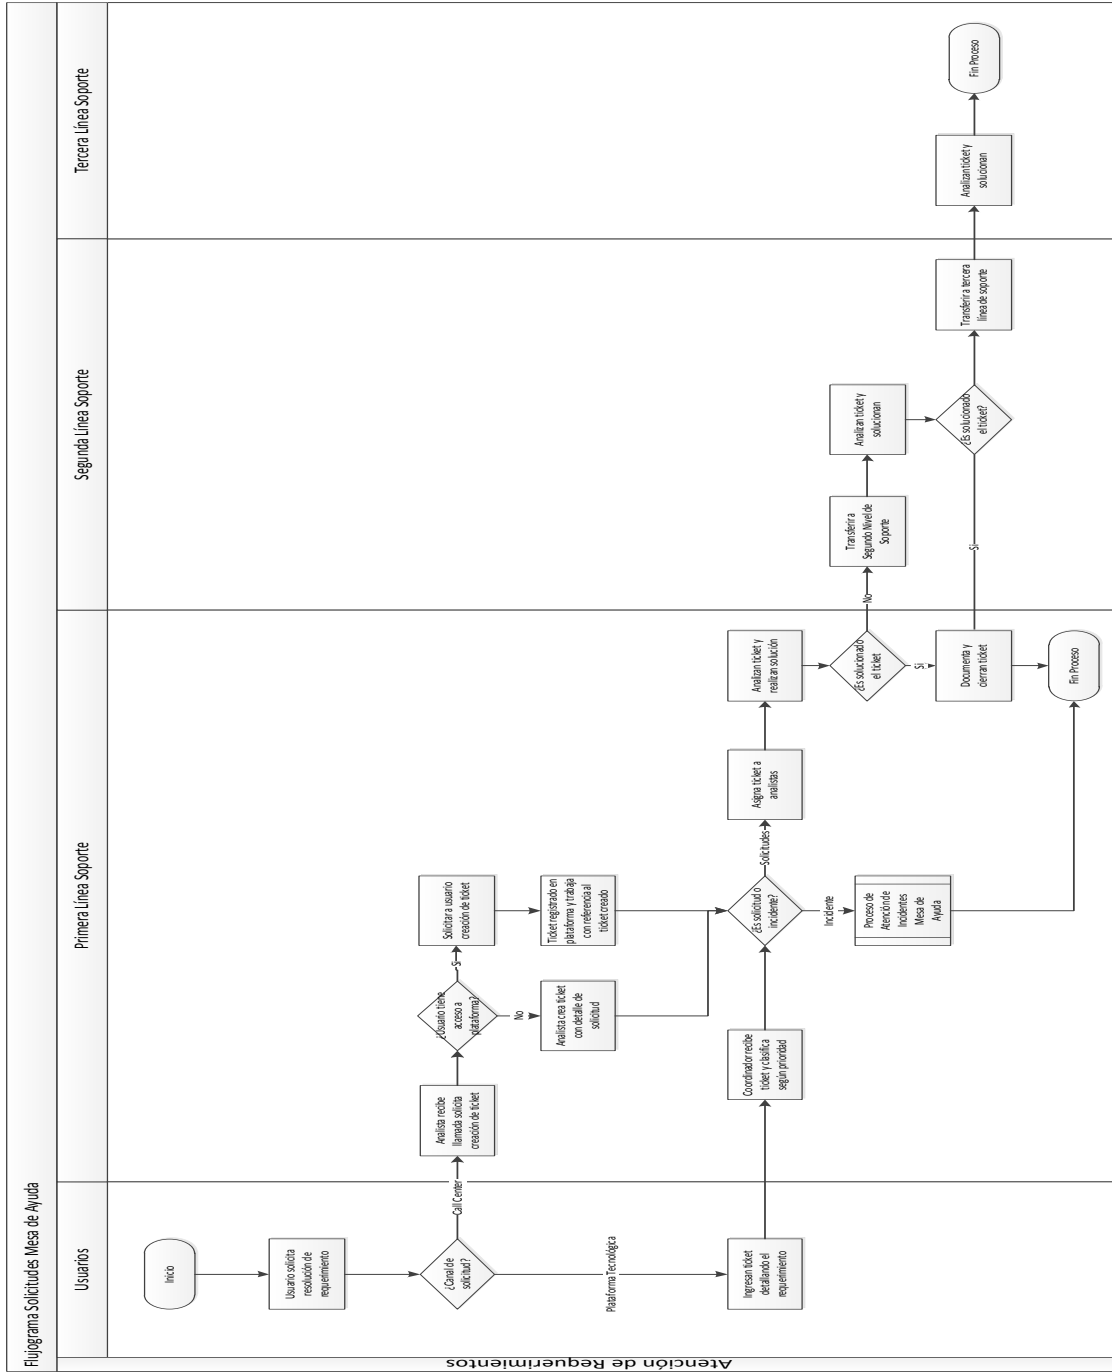 Flujograma Solicitudes Mesa de Ayuda
Usuarios
Primera Línea Soporte
Segunda Línea Soporte
Tercera Línea Soporte
Atención de Requerimientos
Inicio
Usuario solicita
resolución de
requerimiento
¿Canal de
solicitud?
Call Center
Plataforma Tecnológica
Ingresan ticket
detallando el
requerimiento
Analista recibe
llamada solicita
creación de ticket
¿Usuario tiene
acceso a
plataforma?
Si
No
Solicitar a usuario
creación de ticket
Ticket registrado en
plataforma y trabaja
con referencia al
ticket creado
Analista crea ticket
con detalle de
solicitud
Coordinador recibe
ticket y clasifica
según prioridad
¿Es solicitud o
incidente?
Solicitudes
Incidente
Proceso de
Atención de
Incidentes
Mesa de
Ayuda
Asigna ticket a
analistas
Analizan ticket y
realizan solución
¿Es solucionado
el ticket
No
Si
Documenta y
cierran ticket
Fin Proceso
Transferir a
Segundo Nivel de
Soporte
Analizan ticket y
solucionan
¿Es solucionado
el ticket?
Si
Transferir a tercera
línea de soporte
Analizan ticket y
solucionan
Fin Proceso